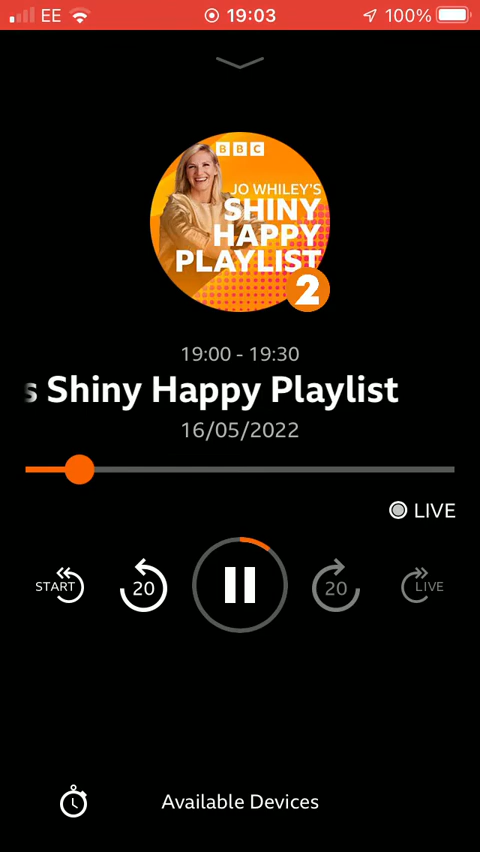 EE 19:03 100%
BBC
JO WHILEY'S
SHINY
HAPPY
PLAYLIST
2
19:00 - 19:30
s Shiny Happy Playlist
16/05/2022
LIVE
START 20 20 LIVE
Available Devices